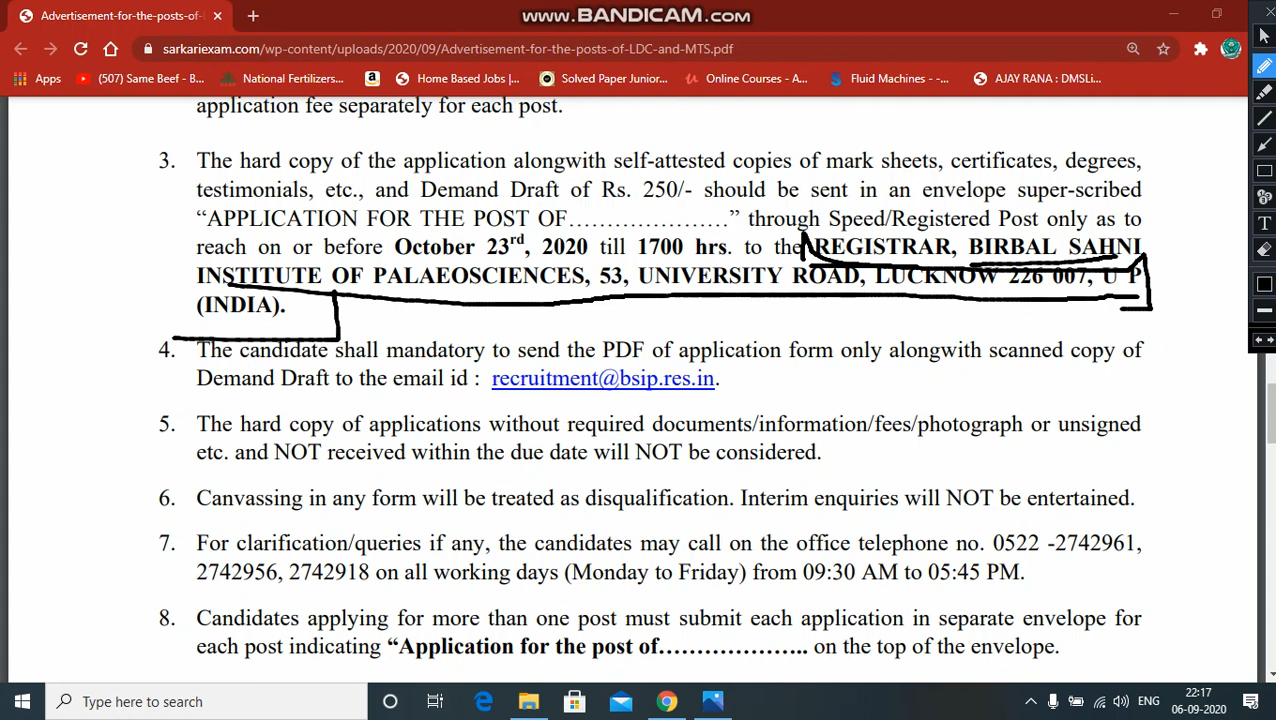 Advertisement-for-the-posts-of-L
www.BANDICAM.com
sarkariexam.com/wp-content/uploads/2020/09/Advertisement-for-the-posts-of-LDC-and-MTS.pdf
Apps (507) Same Beef - B... National Fertilizers... Home Based Jobs |... Solved Paper Junior... Online Courses - A... Fluid Machines - -... AJAY RANA : DMSLi...
application fee separately for each post.
3. The hard copy of the application alongwith self-attested copies of mark sheets, certificates, degrees,
testimonials, etc., and Demand Draft of Rs. 250/- should be sent in an envelope super-scribed
“APPLICATION FOR THE POST OF…………………” through Speed/Registered Post only as to
reach on or before October 23rd, 2020 till 1700 hrs. to the REGISTRAR, BIRBAL SAHNI
INSTITUTE OF PALAEOSCIENCES, 53, UNIVERSITY ROAD, LUCKNOW 226 007, U P
(INDIA).
4. The candidate shall mandatory to send the PDF of application form only alongwith scanned copy of
Demand Draft to the email id : recruitment@bsip.res.in.
5. The hard copy of applications without required documents/information/fees/photograph or unsigned
etc. and NOT received within the due date will NOT be considered.
6. Canvassing in any form will be treated as disqualification. Interim enquiries will NOT be entertained.
7. For clarification/queries if any, the candidates may call on the office telephone no. 0522 -2742961,
2742956, 2742918 on all working days (Monday to Friday) from 09:30 AM to 05:45 PM.
8. Candidates applying for more than one post must submit each application in separate envelope for
each post indicating “Application for the post of……………….. on the top of the envelope.
Type here to search
ENG
22:17
06-09-2020